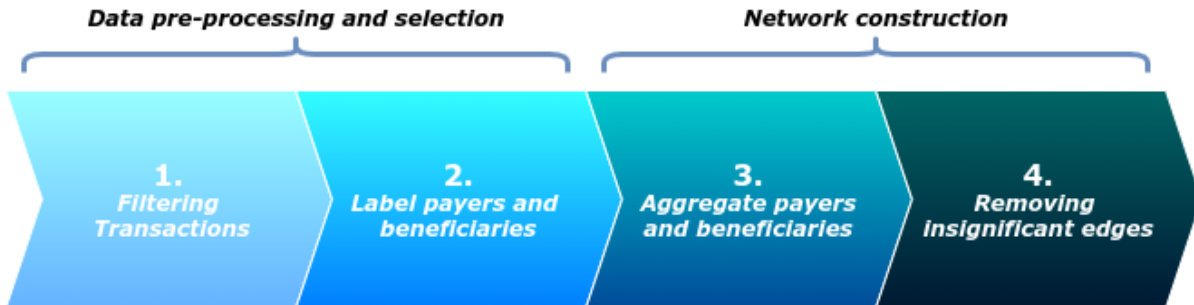 Data pre-processing and selection
Network construction
1.
Filtering
Transactions
2.
Label payers and
beneficiaries
3.
Aggregate payers
and beneficiaries
4.
Removing
insignificant edges